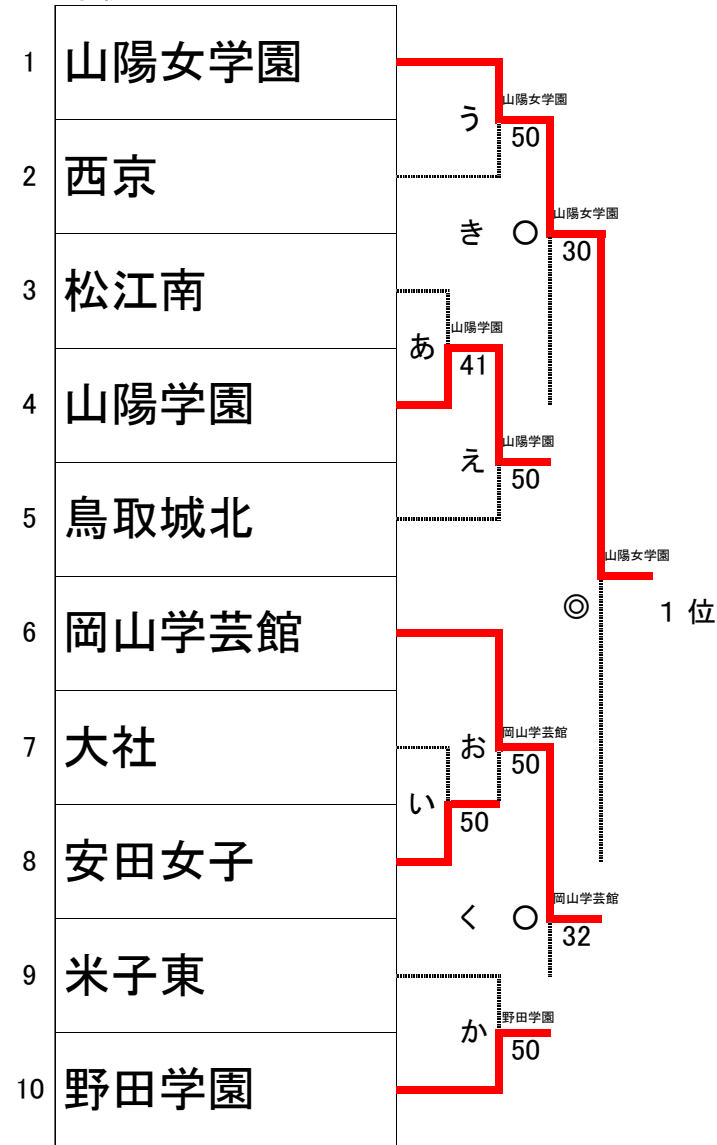 1 山陽女学園
山陽女学園
う 50
2 西京
山陽女学園
き ○ 30
3 松江南
山陽学園
あ 41
4 山陽学園
山陽学園
え 50
5 鳥取城北
山陽女学園
◎ 1 位
6 岡山学芸館
岡山学芸館
7 大社
お 50
い 50
8 安田女子
岡山学芸館
く ○ 32
9 米子東
野田学園
か 50
10 野田学園